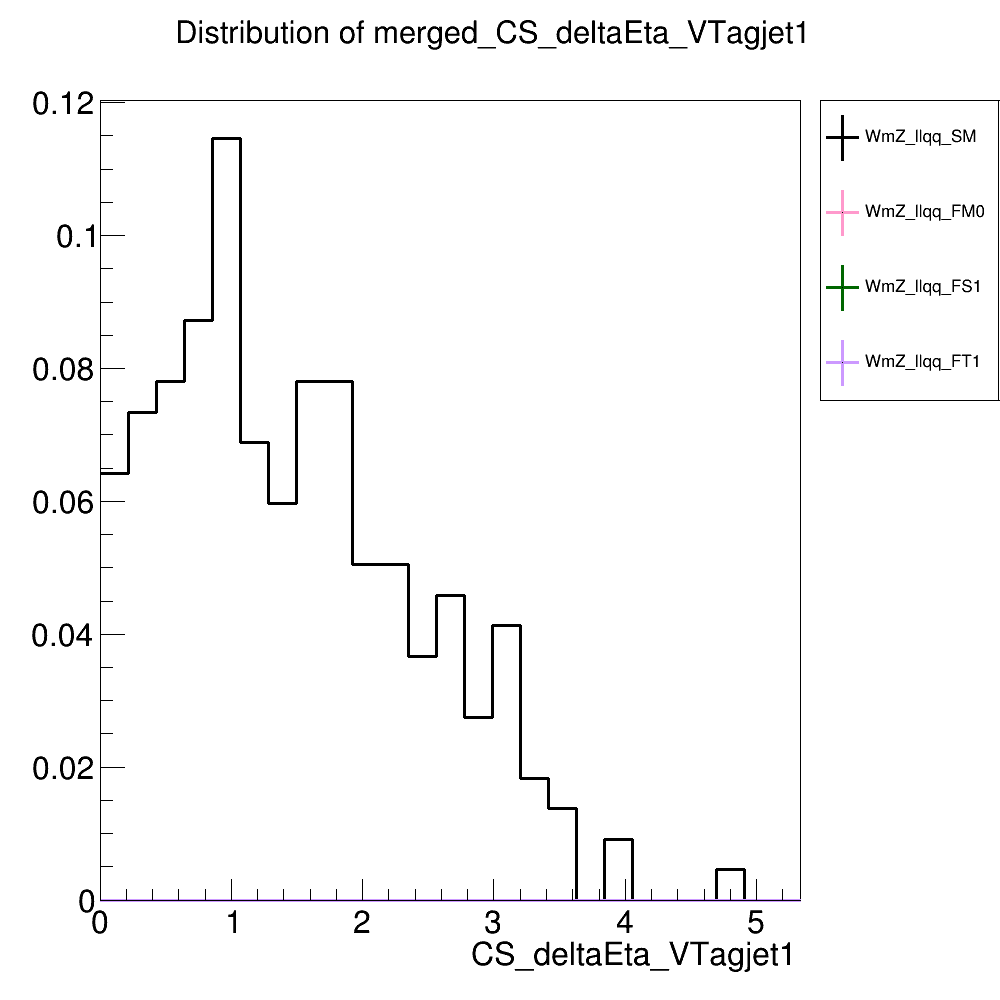 Distribution of merged_CS_deltaEta_VTagjet1
0.12
0.1
0.08
0.06
0.04
0.02
0
0 1 2 3 4 5
CS_deltaEta_VTagjet1
WmZ_llqq_SM
WmZ_llqq_FM0
WmZ_llqq_FS1
WmZ_llqq_FT1